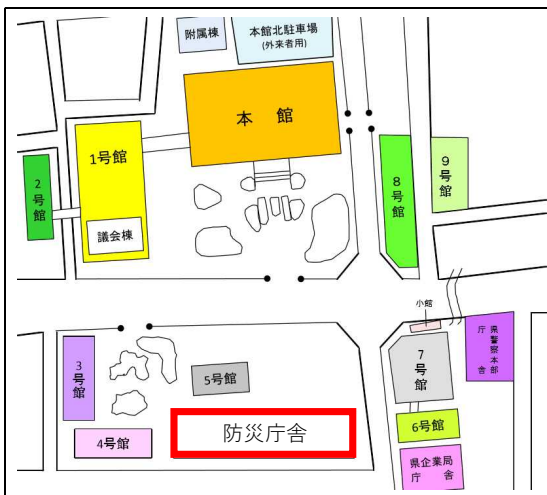 附属棟
本館北駐車場
(外来者用)
本館
1号館
2号館
議会棟
8号館
9号館
小館
県警察本部
庁舎
7号館
3号館
5号館
4号館
防災庁舎
6号館
県企業局
庁舎